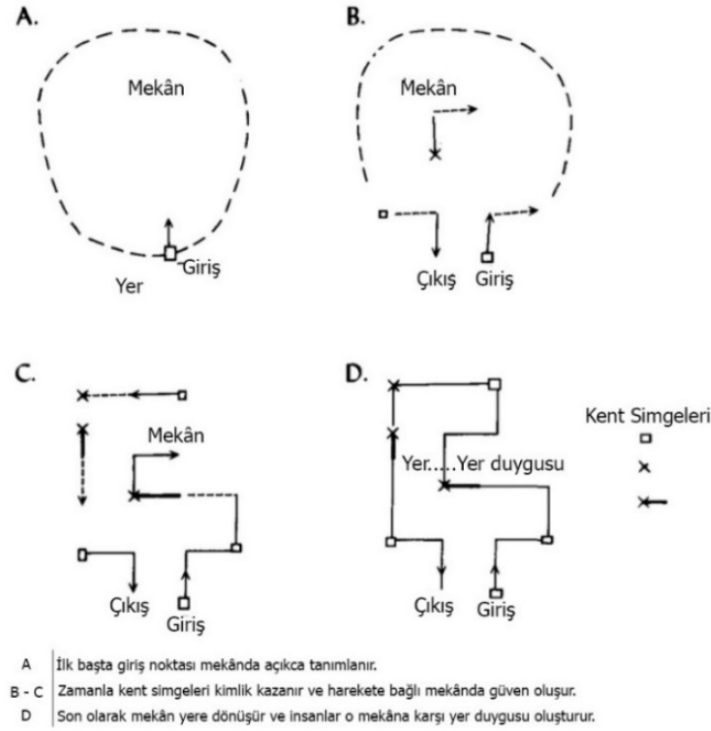 A.
Mekân
Giriş
Yer
B.
Mekân
Çıkış Giriş
C.
Mekân
Çıkış
Giriş
D.
Yer.....Yer duygusu
Çıkış Giriş
Kent Simgeleri
A İlk başta giriş noktası mekânda açıkca tanımlanır.
B - C Zamanla kent simgeleri kimlik kazanır ve harekete bağlı mekânda güven oluşur.
D Son olarak mekân yere dönüşür ve insanlar o mekâna karşı yer duygusu oluşturur.